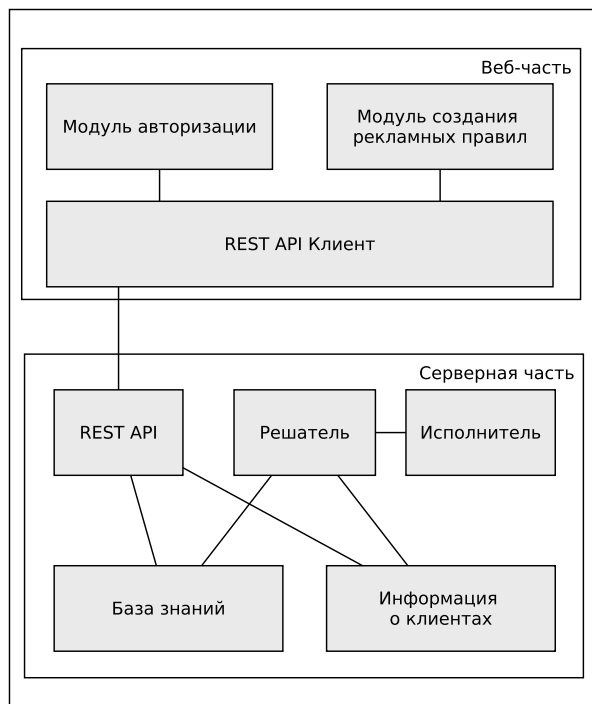 Веб-часть
Модуль авторизации
Модуль создания
рекламных правил
REST API Клиент
Серверная часть
REST API
Решатель
Исполнитель
База знаний
Информация
о клиентах